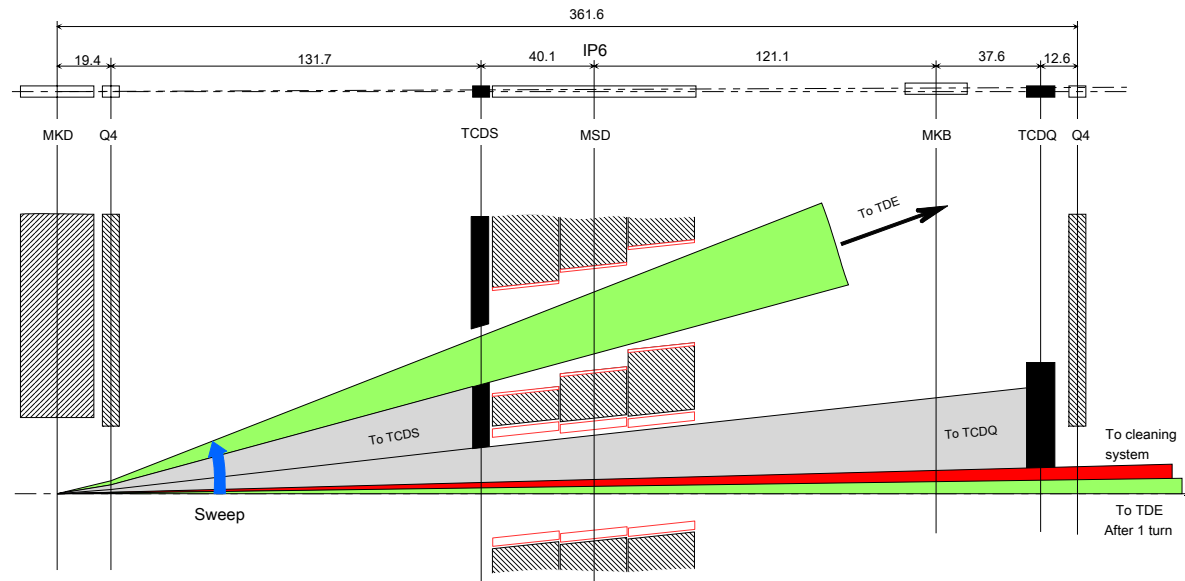 361.6
IP6
19.4
131.7
40.1
121.1
37.6
12.6
MKD
Q4
TCDS
MSD
MKB
TCDQ
Q4
To TDE
To TCDS
To TCDQ
To cleaning
system
Sweep
To TDE
After 1 turn